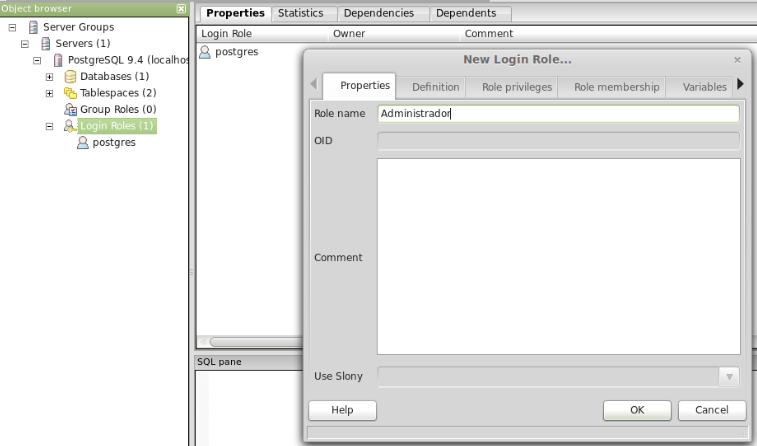 Object browser
Server Groups
Servers (1)
PostgreSQL 9.4 (localhos
Databases (1)
Tablespaces (2)
Group Roles (0)
Login Roles (1)
postgres
Properties Statistics Dependencies Dependents
Login Role Owner Comment
postgres
New Login Role...
Properties Definition Role privileges Role membership Variables
Role name Administrador
OID
Comment
Use Slony
Help OK Cancel
SQL pane